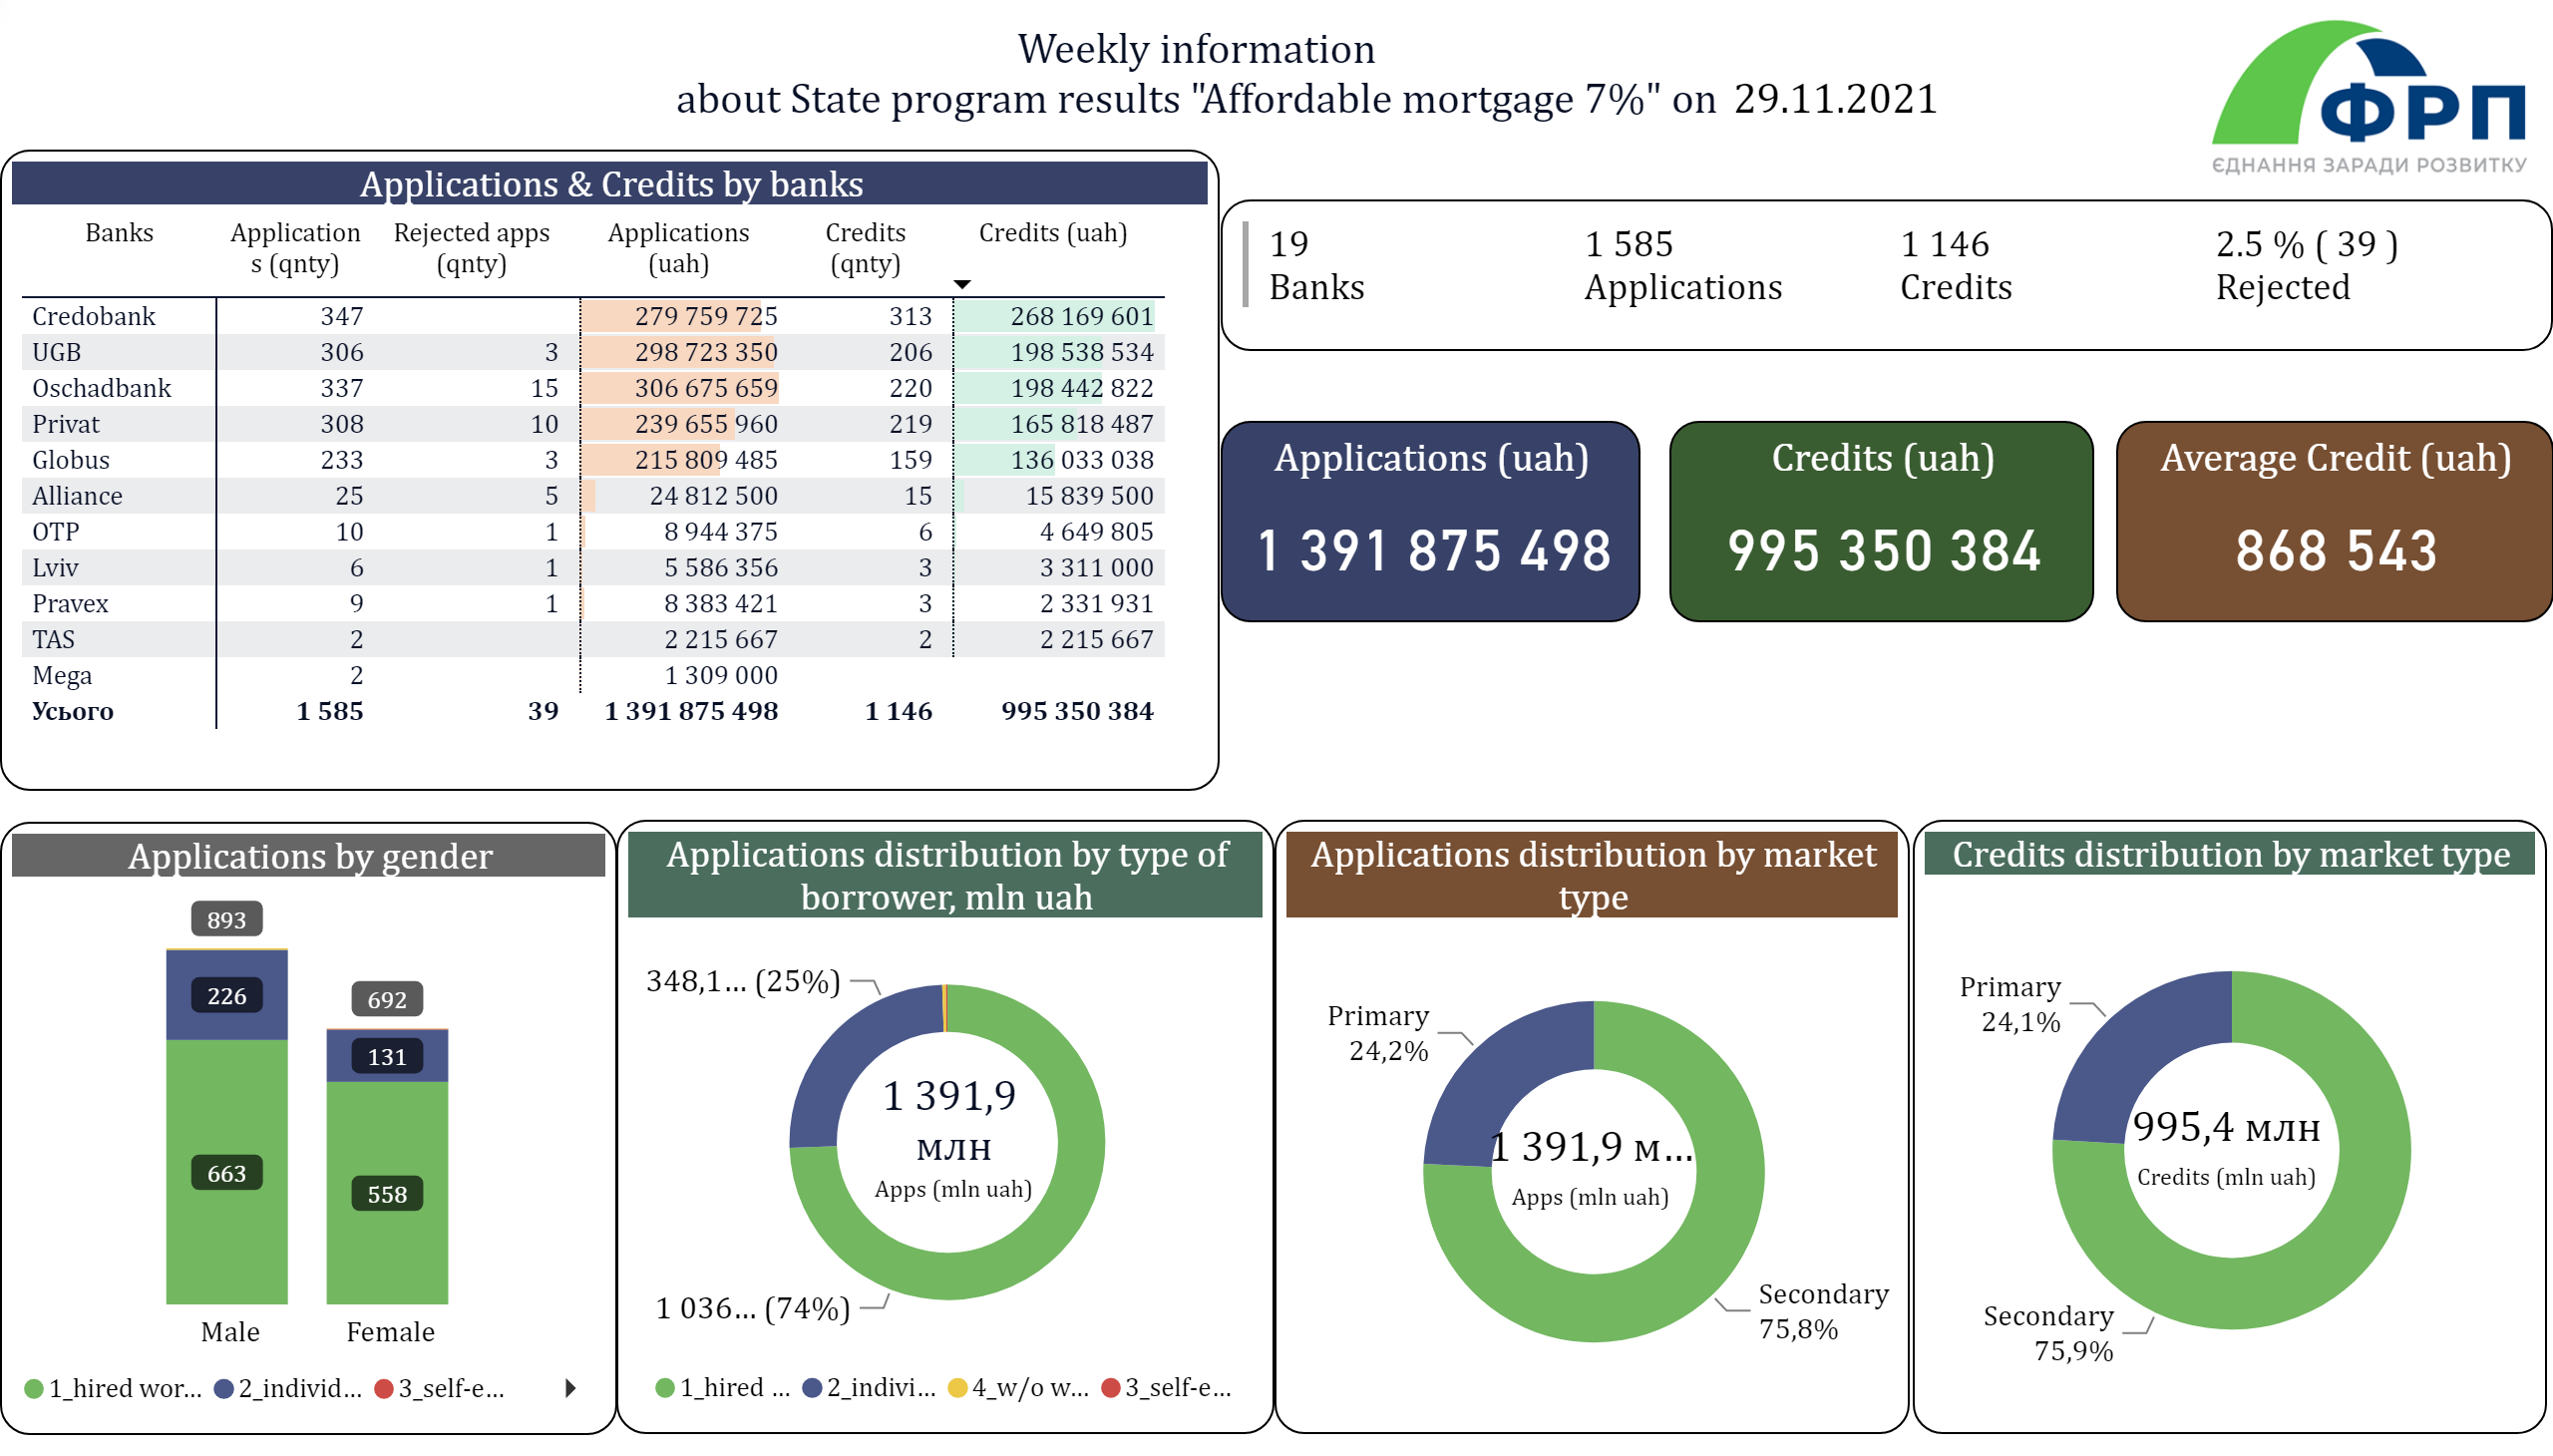 Weekly information
about State program results "Affordable mortgage 7%" on 29.11.2021
ФРП
ЄДНАННЯ ЗАРАДИ РОЗВИТКУ
Applications & Credits by banks
Banks Application Rejected apps Applications Credits Credits (uah)
s (qnty) (qnty) (uah) (qnty)
Credobank 347 279 759 725 313 268 169 601
UGB 306 3 298 723 350 206 198 538 534
Oschadbank 337 15 306 675 659 220 198 442 822
Privat 308 10 239 655 960 219 165 818 487
Globus 233 3 215 809 485 159 136 033 038
Alliance 25 5 24 812 500 15 15 839 500
OTP 10 1 8 944 375 6 4 649 805
Lviv 6 1 5 586 356 3 3 311 000
Pravex 9 1 8 383 421 3 2 331 931
TAS 2 2 215 667 2 2 215 667
Mega 2 1 309 000
Усього 1 585 39 1 391 875 498 1 146 995 350 384
19 1 585 1 146 2.5 % ( 39 )
Banks Applications Credits Rejected
Applications (uah)
1 391 875 498
Credits (uah)
995 350 384
Average Credit (uah)
868 543
Applications by gender
893
226
663
692
131
558
Male Female
1_hired wor... 2_individ... 3_self-e...
Applications distribution by type of
borrower, mln uah
348,1... (25%)
1 391,9
млн
Apps (mln uah)
1 036... (74%)
1_hired ... 2_indivi... 4_w/o w... 3_self-e...
Applications distribution by market
type
Primary
24,2%
1 391,9 м...
Apps (mln uah)
Secondary
75,8%
Credits distribution by market type
Primary
24,1%
995,4 млн
Credits (mln uah)
Secondary
75,9%